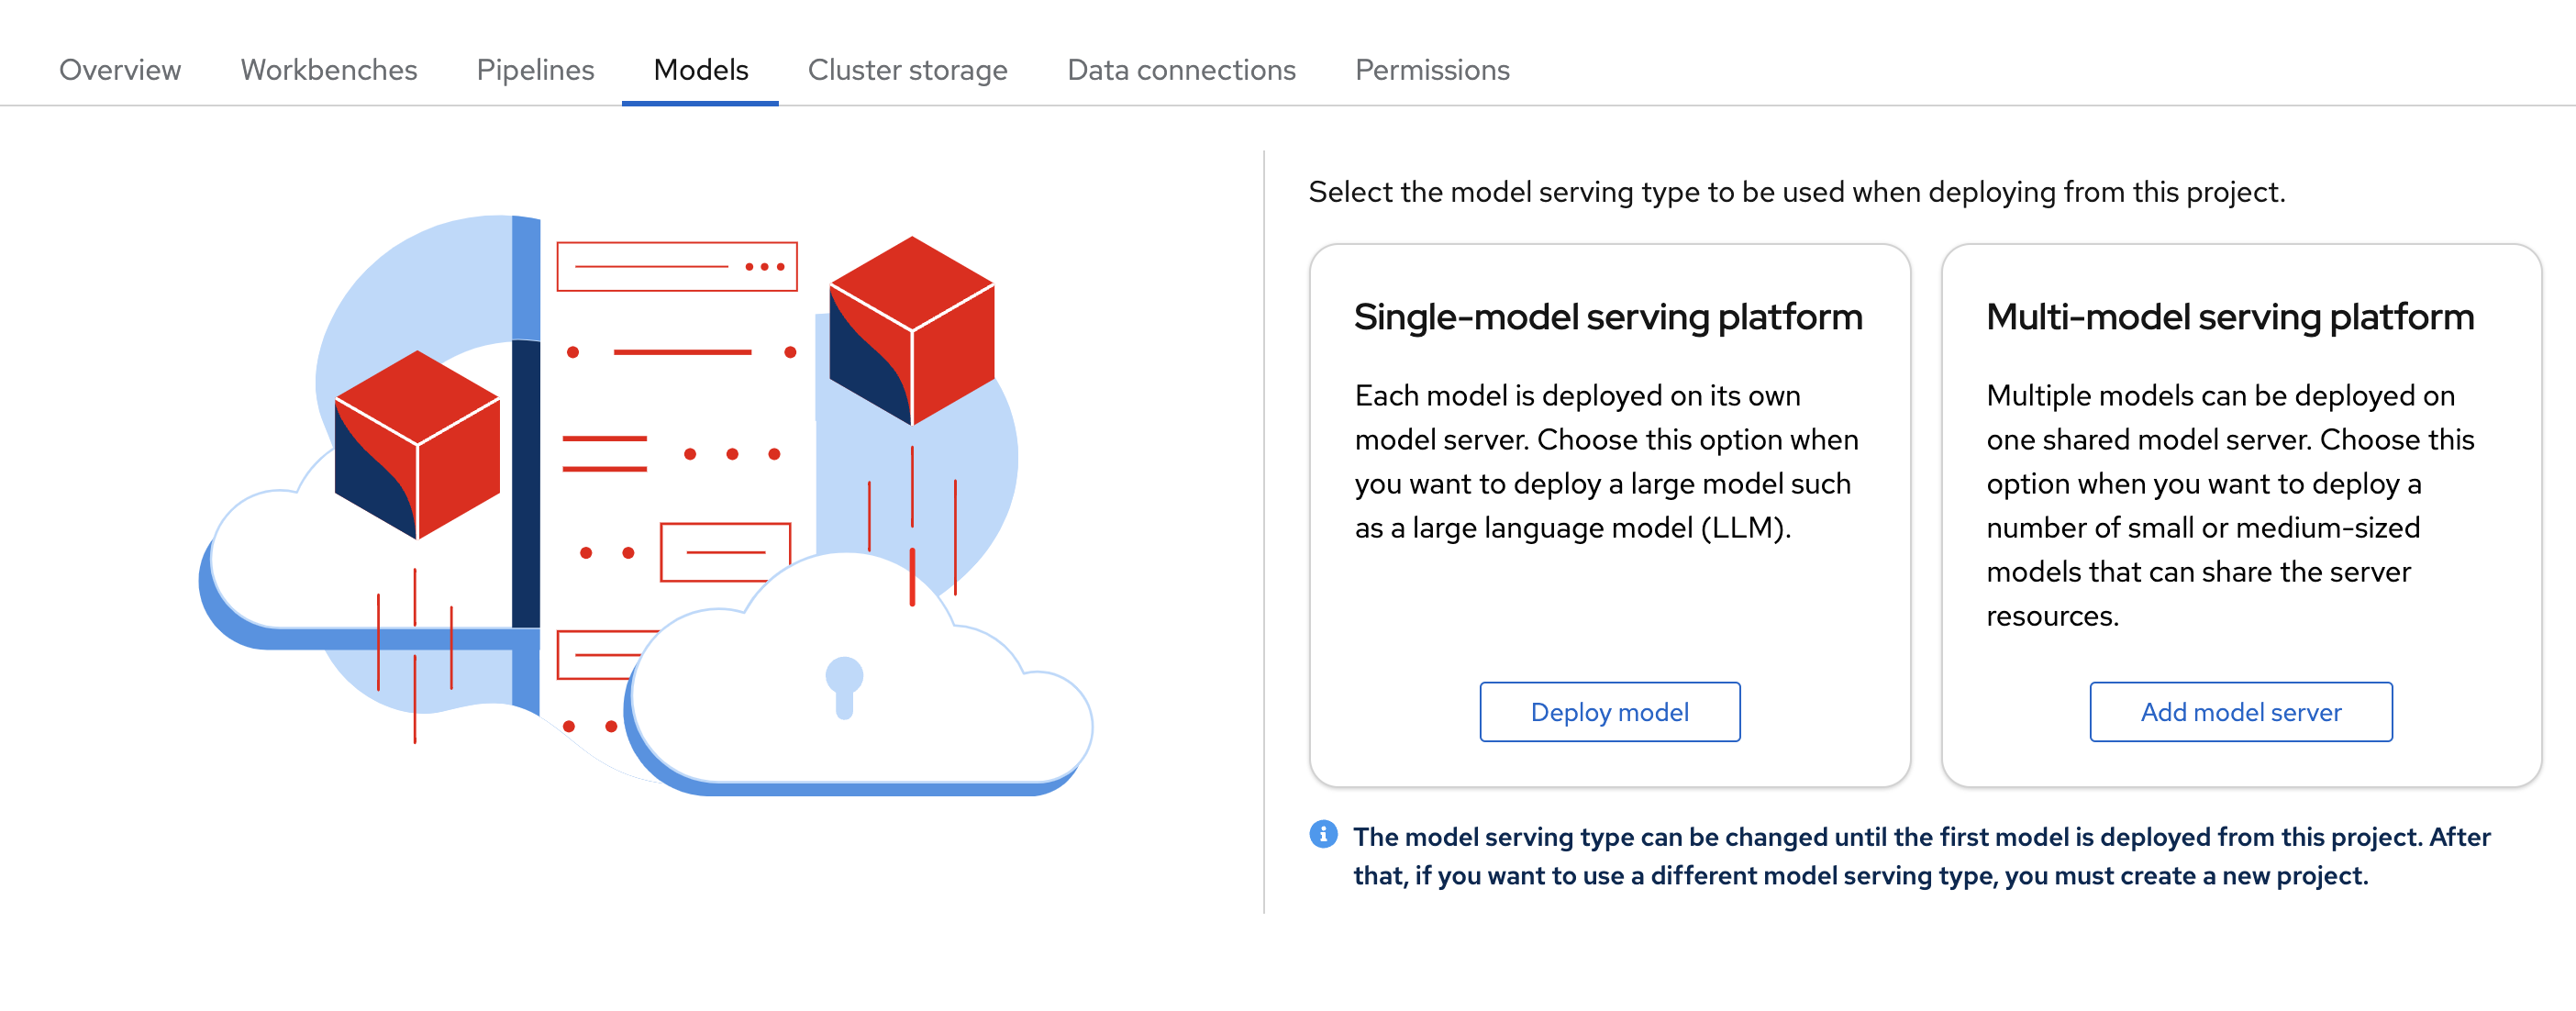 Overview Workbenches Pipelines Models Cluster storage Data connections Permissions
Select the model serving type to be used when deploying from this project.
Single-model serving platform
Each model is deployed on its own
model server. Choose this option when
you want to deploy a large model such
as a large language model (LLM).
Deploy model
Multi-model serving platform
Multiple models can be deployed on
one shared model server. Choose this
option when you want to deploy a
number of small or medium-sized
models that can share the server
resources.
Add model server
The model serving type can be changed until the first model is deployed from this project. After
that, if you want to use a different model serving type, you must create a new project.